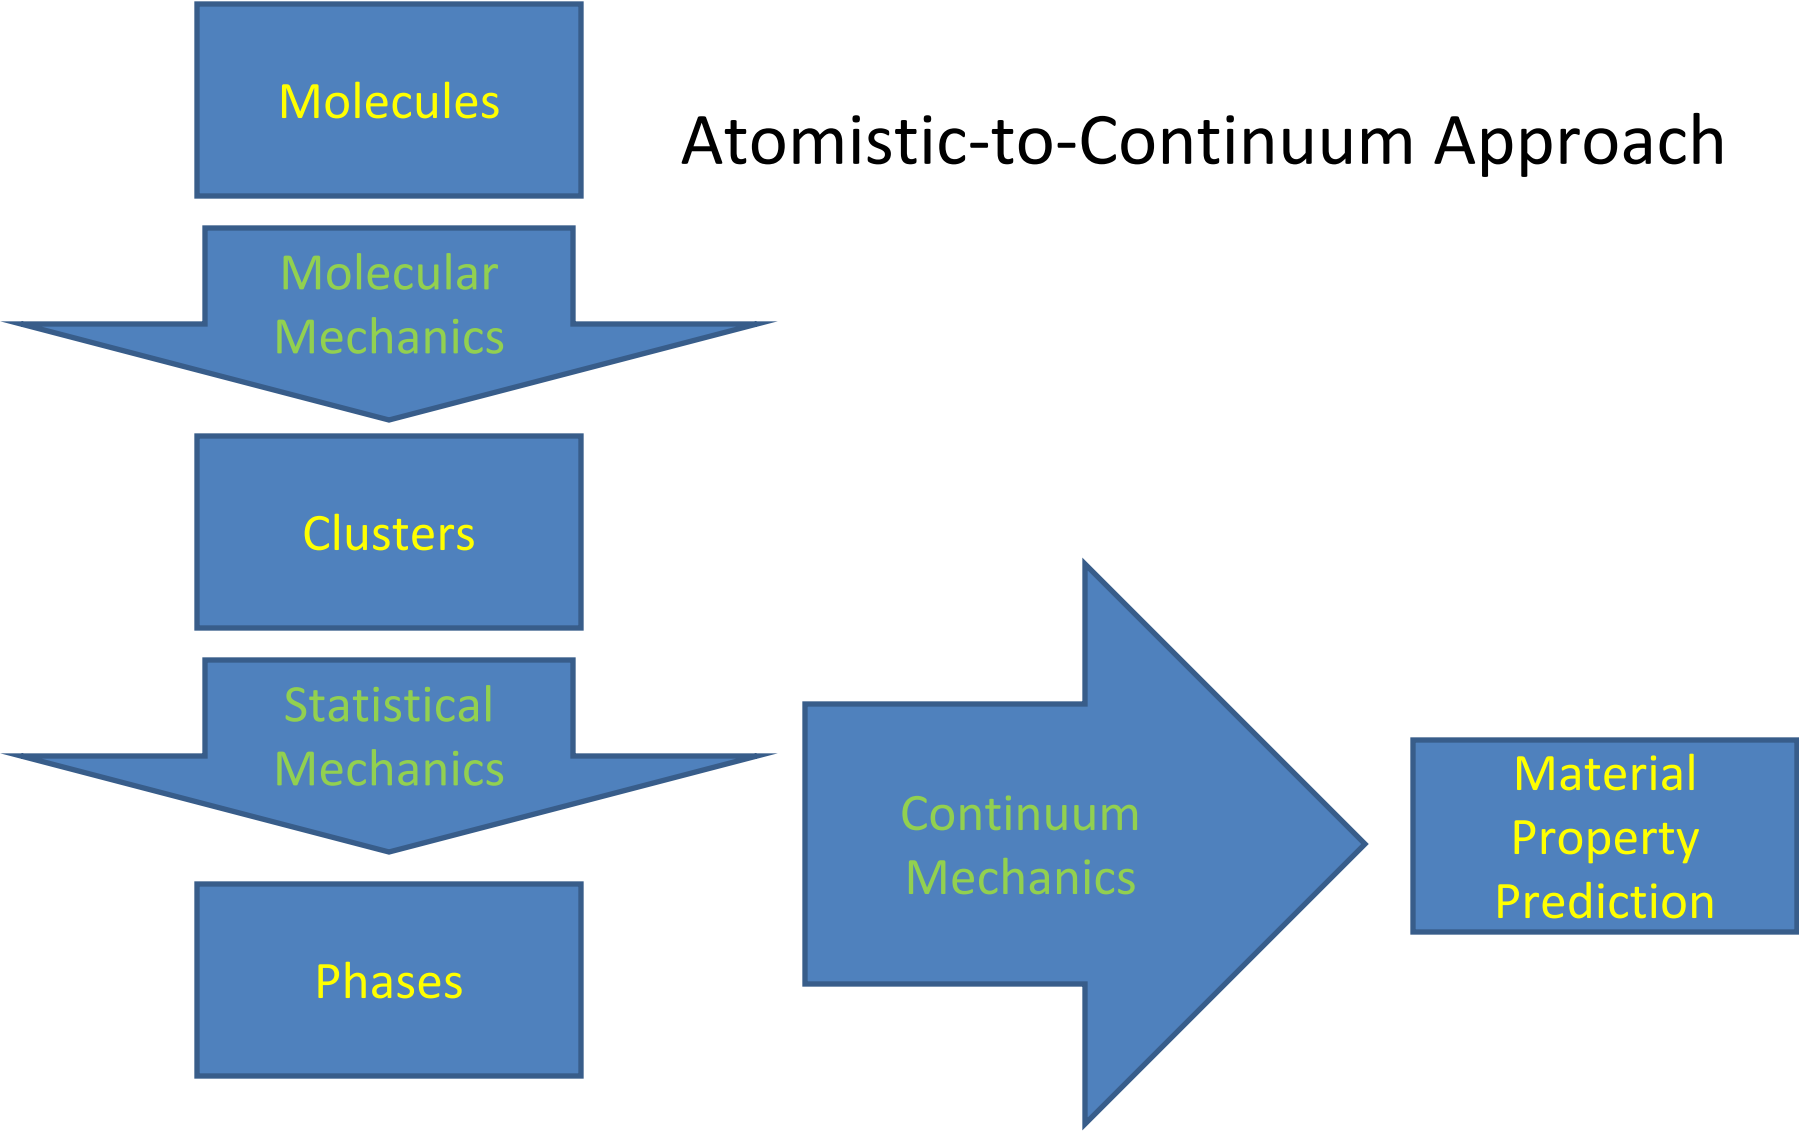 Molecules
Atomistic-to-Continuum Approach
Molecular
Mechanics
Clusters
Statistical
Mechanics
Continuum
Mechanics
Material
Property
Prediction
Phases